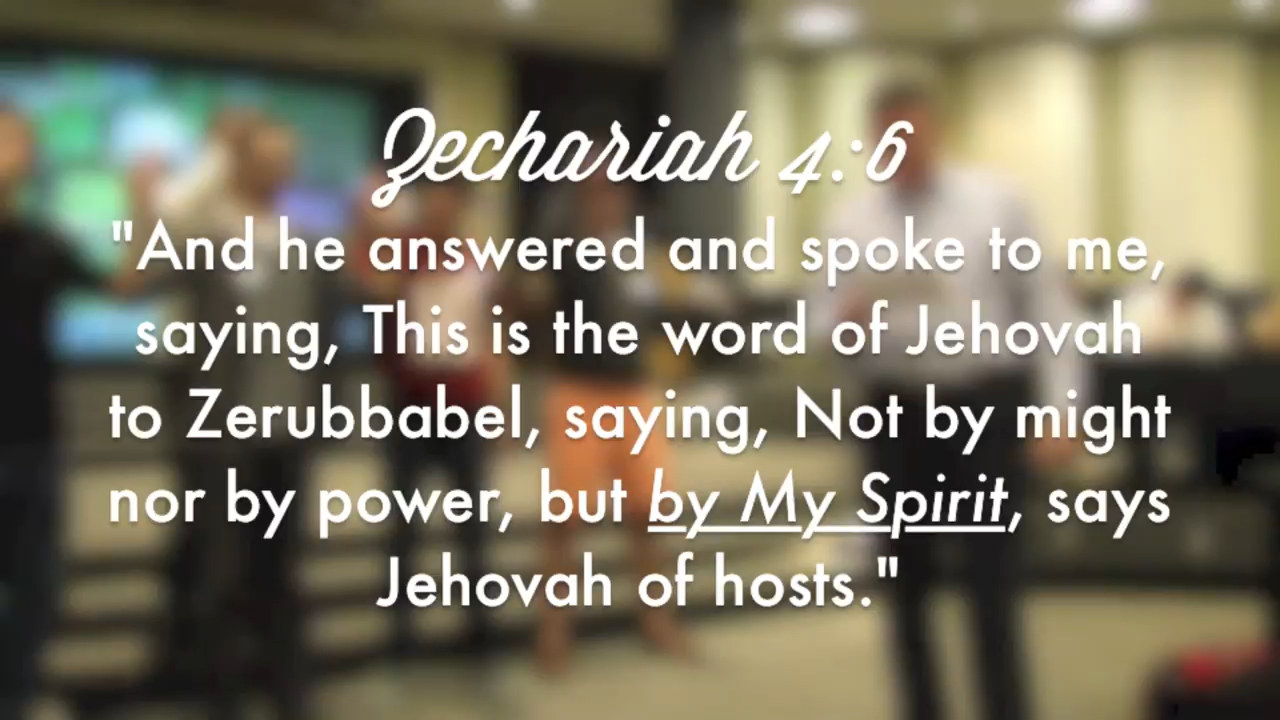 Zechariah 4:6
"And he answered and spoke to me,
saying, This is the word of Jehovah
to Zerubbabel, saying, Not by might
nor by power, but by My Spirit, says
Jehovah of hosts."